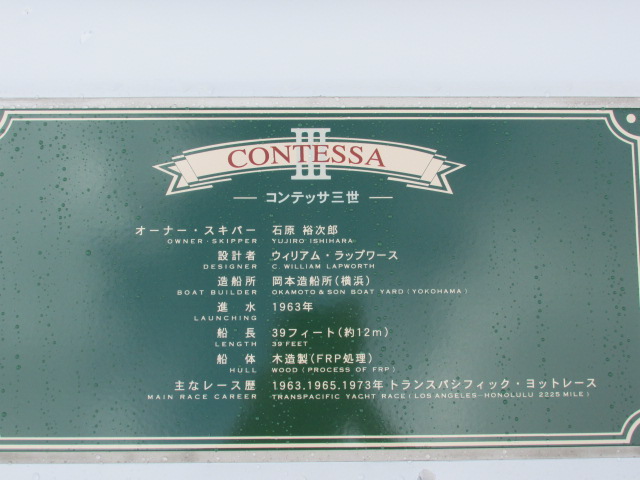 III
CONTESSA
— コンテッサ三世 —
オーナー・スキパー 石原 裕次郎
OWNER·SKIPPER YUJIRO ISHIHARA
設計者 ウィリアム・ラップワース
DESIGNER C. WILLIAM LAPWORTH
造船所 岡本造船所(横浜)
BOAT BUILDER OKAMOTO & SON BOAT YARD (YOKOHAMA)
進水 1963年
LAUNCHING
船長 39フィート(約12m)
LENGTH 39 FEET
船体 木造製(FRP処理)
HULL WOOD (PROCESS OF FRP)
主なレース歴 1963.1965.1973年 トランスパシフィック・ヨットレース
MAIN RACE CAREER TRANSPACIFIC YACHT RACE (LOS ANGELES—HONOLULU 2225 MILE)